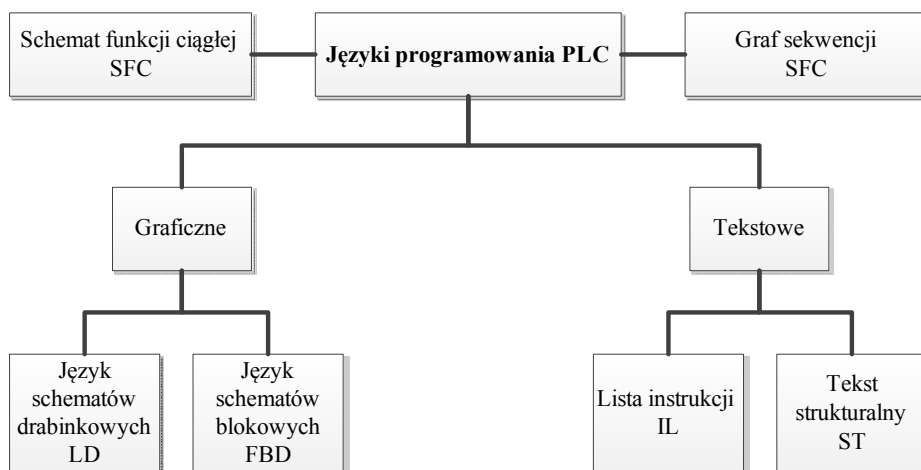 Schemat funkcji ciągłej
SFC
Języki programowania PLC
Graf sekwencji
SFC
Graficzne
Tekstowe
Język
schematów
drabinkowych
LD
Język
schematów
blokowych
FBD
Lista instrukcji
IL
Tekst
strukturalny
ST